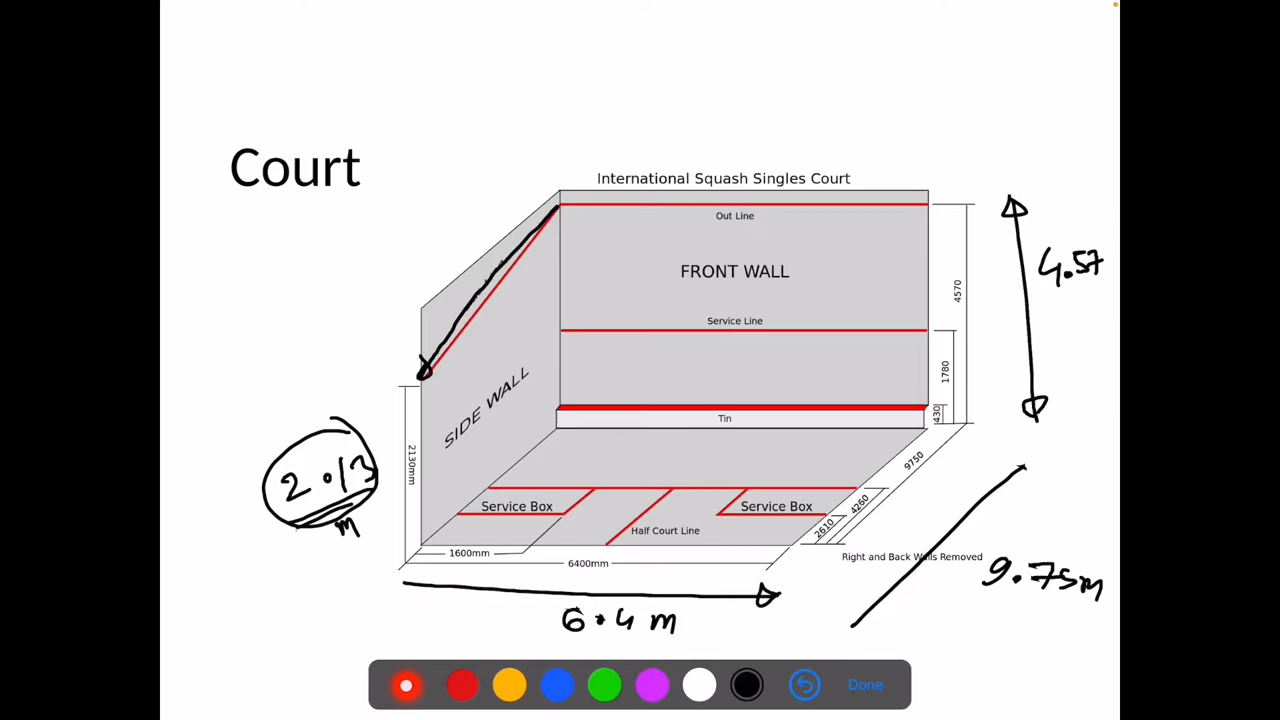 Court
International Squash Singles Court
Out Line
FRONT WALL
4.57
4570
Service Line
1780
SIDE WALL
430
Tin
2130mm
2.13
m
9750
Service Box
Service Box
4260
2610
Half Court Line
1600mm
Right and Back Walls Removed
6400mm
9.75m
6.4 m
Done